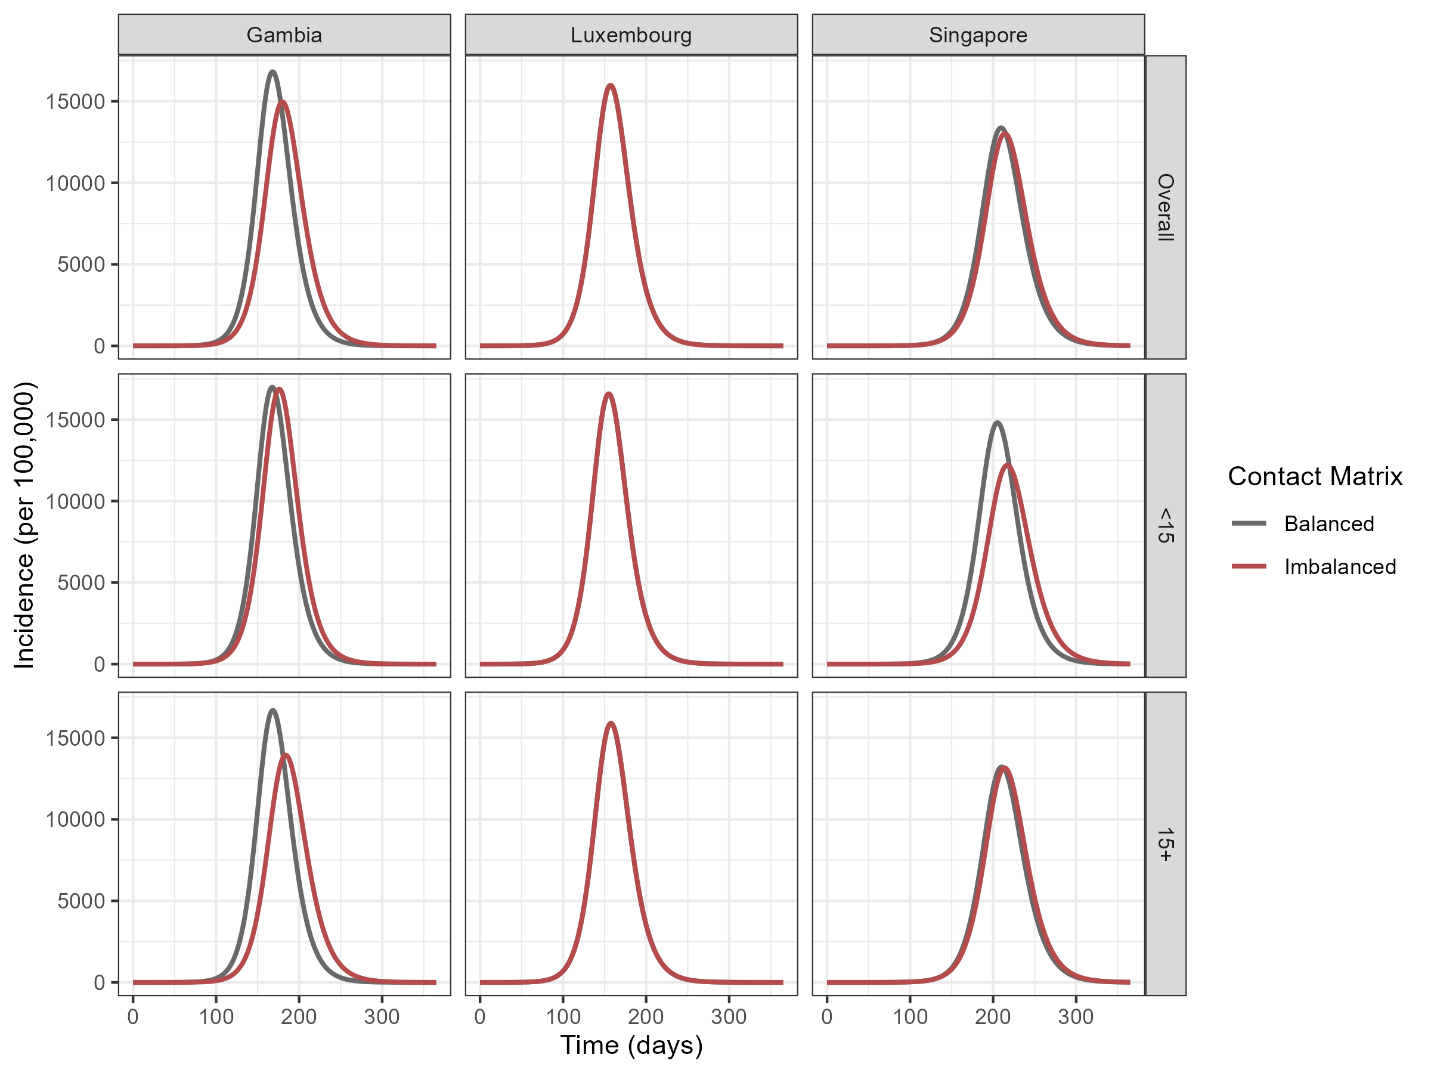 Gambia
Luxembourg
Singapore
15000
10000
5000
0
Overall
15000
10000
5000
0
<15
15000
10000
5000
0
15+
0 100 200 300
0 100 200 300
0 100 200 300
Time (days)
Incidence (per 100,000)
Contact Matrix
Balanced
Imbalanced